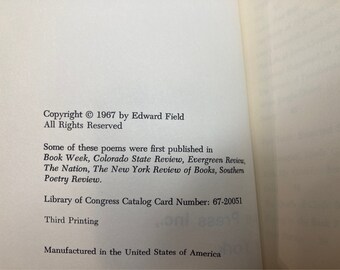 Copyright © 1967 by Edward Field
All Rights Reserved
Some of these poems were first published in
Book Week, Colorado State Review, Evergreen Review,
The Nation, The New York Review of Books, Southern
Poetry Review.
Library of Congress Catalog Card Number: 67-20051
Third Printing
Manufactured in the United States of America